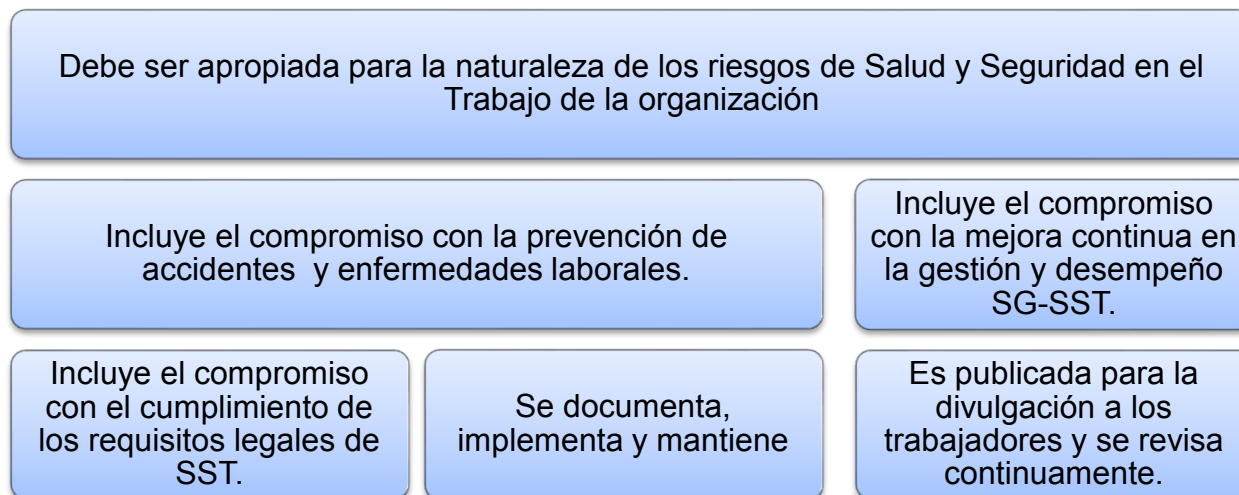 Debe ser apropiada para la naturaleza de los riesgos de Salud y Seguridad en el
Trabajo de la organización
Incluye el compromiso con la prevención de
accidentes  y enfermedades laborales.
Incluye el compromiso
con la mejora continua en
la gestión y desempeño
SG-SST.
Incluye el compromiso
con el cumplimiento de
los requisitos legales de
SST.
Se documenta,
implementa y mantiene
Es publicada para la
divulgación a los
trabajadores y se revisa
continuamente.